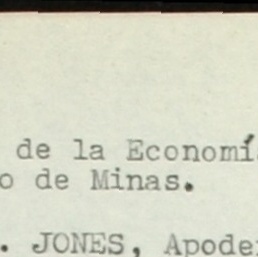 de la Economí
o de Minas.
. JONES, Apode